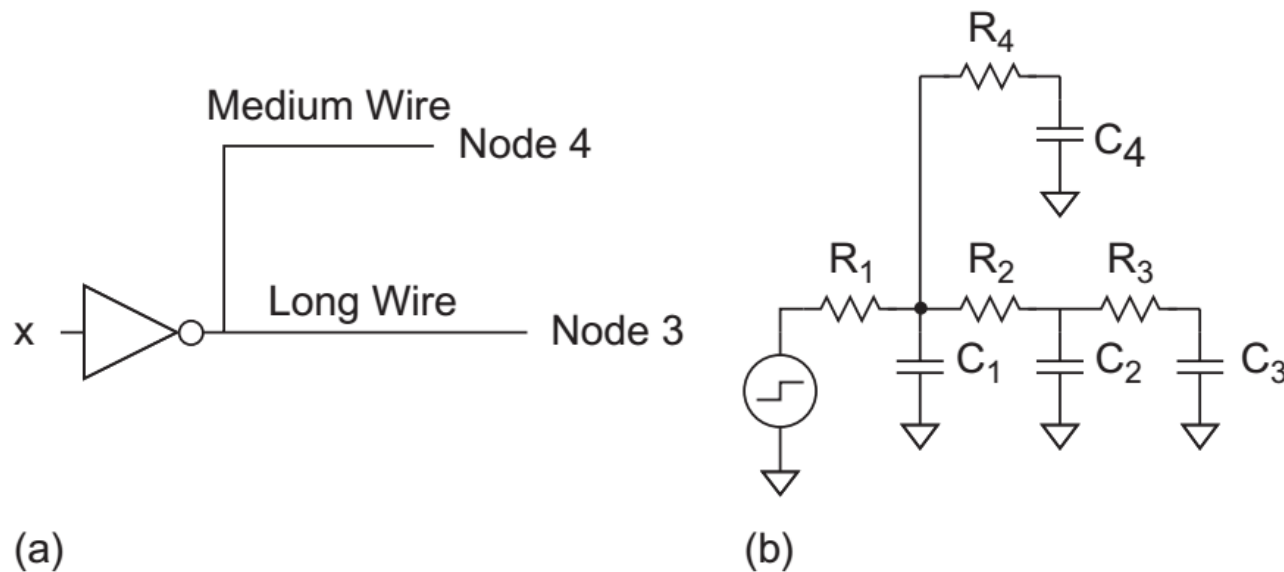 Medium Wire
Node 4
x
Long Wire
Node 3
(a)
R₄
C₄
R₁
R₂
R₃
C₁
C₂
C₃
(b)